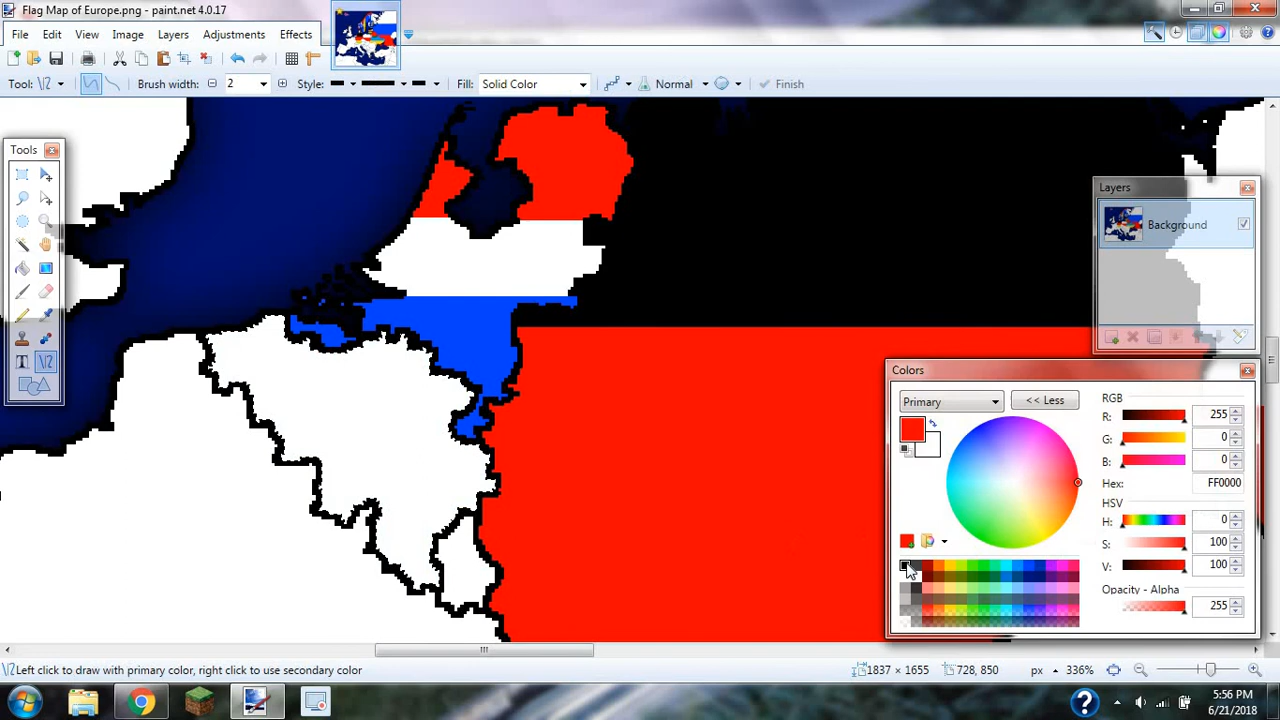 Flag Map of Europe.png - paint.net 4.0.17
File Edit View Image Layers Adjustments Effects
Tool: Brush width: 2 Style: Fill: Solid Color Normal Finish
Tools
Layers
Background
Colors
Primary << Less
RGB
R: 255
G: 0
B: 0
Hex: FF0000
HSV
H: 0
S: 100
V: 100
Opacity - Alpha
255
Left click to draw with primary color, right click to use secondary color 1837 × 1655 728, 850 px 336%
5:56 PM
6/21/2018